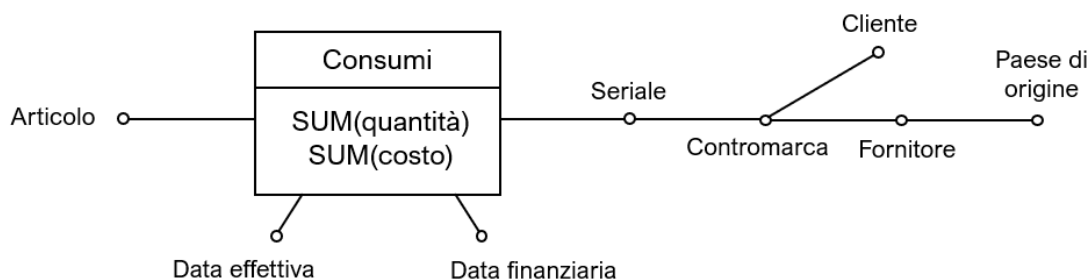 Cliente
Consumi
Paese di
origine
Seriale
Articolo
SUM(quantità)
SUM(costo)
Contromarca
Fornitore
Data effettiva
Data finanziaria